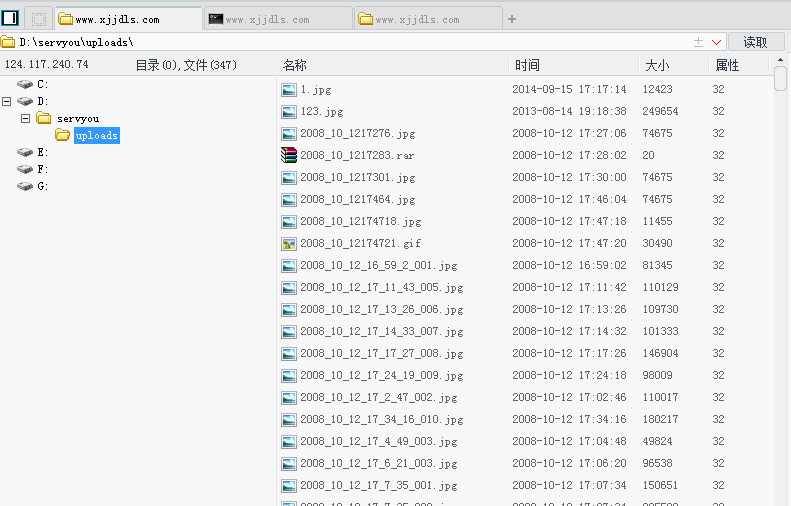 www.xjjdls.com www.xjjdls.com www.xjjdls.com +
D:\servyou\uploads\ 读取
124.117.240.74 目录(0),文件(347) 名称 时间 大小 属性
C:
D:
servyou
uploads
E:
F:
G:
1.jpg 2014-09-15 17:17:14 12423 32
123.jpg 2013-08-14 19:18:38 249654 32
2008_10_1217276.jpg 2008-10-12 17:27:06 74675 32
2008_10_1217283.rar 2008-10-12 17:28:02 20 32
2008_10_1217301.jpg 2008-10-12 17:30:00 74675 32
2008_10_1217464.jpg 2008-10-12 17:46:04 74675 32
2008_10_12174718.jpg 2008-10-12 17:47:18 11455 32
2008_10_12174721.gif 2008-10-12 17:47:20 30490 32
2008_10_12_16_59_2_001.jpg 2008-10-12 16:59:02 81345 32
2008_10_12_17_11_43_005.jpg 2008-10-12 17:11:42 110129 32
2008_10_12_17_13_26_006.jpg 2008-10-12 17:13:26 109730 32
2008_10_12_17_14_33_007.jpg 2008-10-12 17:14:32 101333 32
2008_10_12_17_17_27_008.jpg 2008-10-12 17:17:26 146904 32
2008_10_12_17_24_19_009.jpg 2008-10-12 17:24:18 98009 32
2008_10_12_17_2_47_002.jpg 2008-10-12 17:02:46 110017 32
2008_10_12_17_34_16_010.jpg 2008-10-12 17:34:16 180217 32
2008_10_12_17_4_49_003.jpg 2008-10-12 17:04:48 49824 32
2008_10_12_17_6_21_003.jpg 2008-10-12 17:06:20 96538 32
2008_10_12_17_7_35_001.jpg 2008-10-12 17:07:34 150651 32